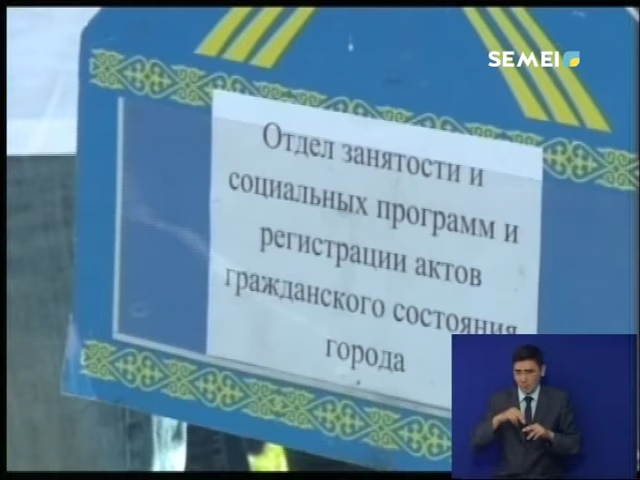 SEMEI
Отдел занятости и
социальных программ и
регистрации актов
гражданского состояния
города